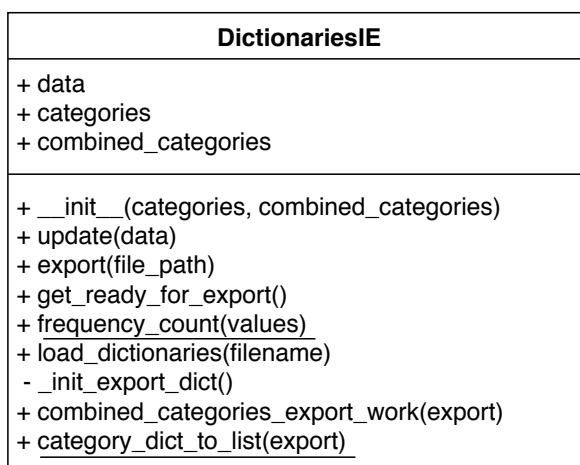 DictionariesIE
+ data
+ categories
+ combined_categories
+ __init__(categories, combined_categories)
+ update(data)
+ export(file_path)
+ get_ready_for_export()
+ frequency_count(values)
+ load_dictionaries(filename)
- _init_export_dict()
+ combined_categories_export_work(export)
+ category_dict_to_list(export)